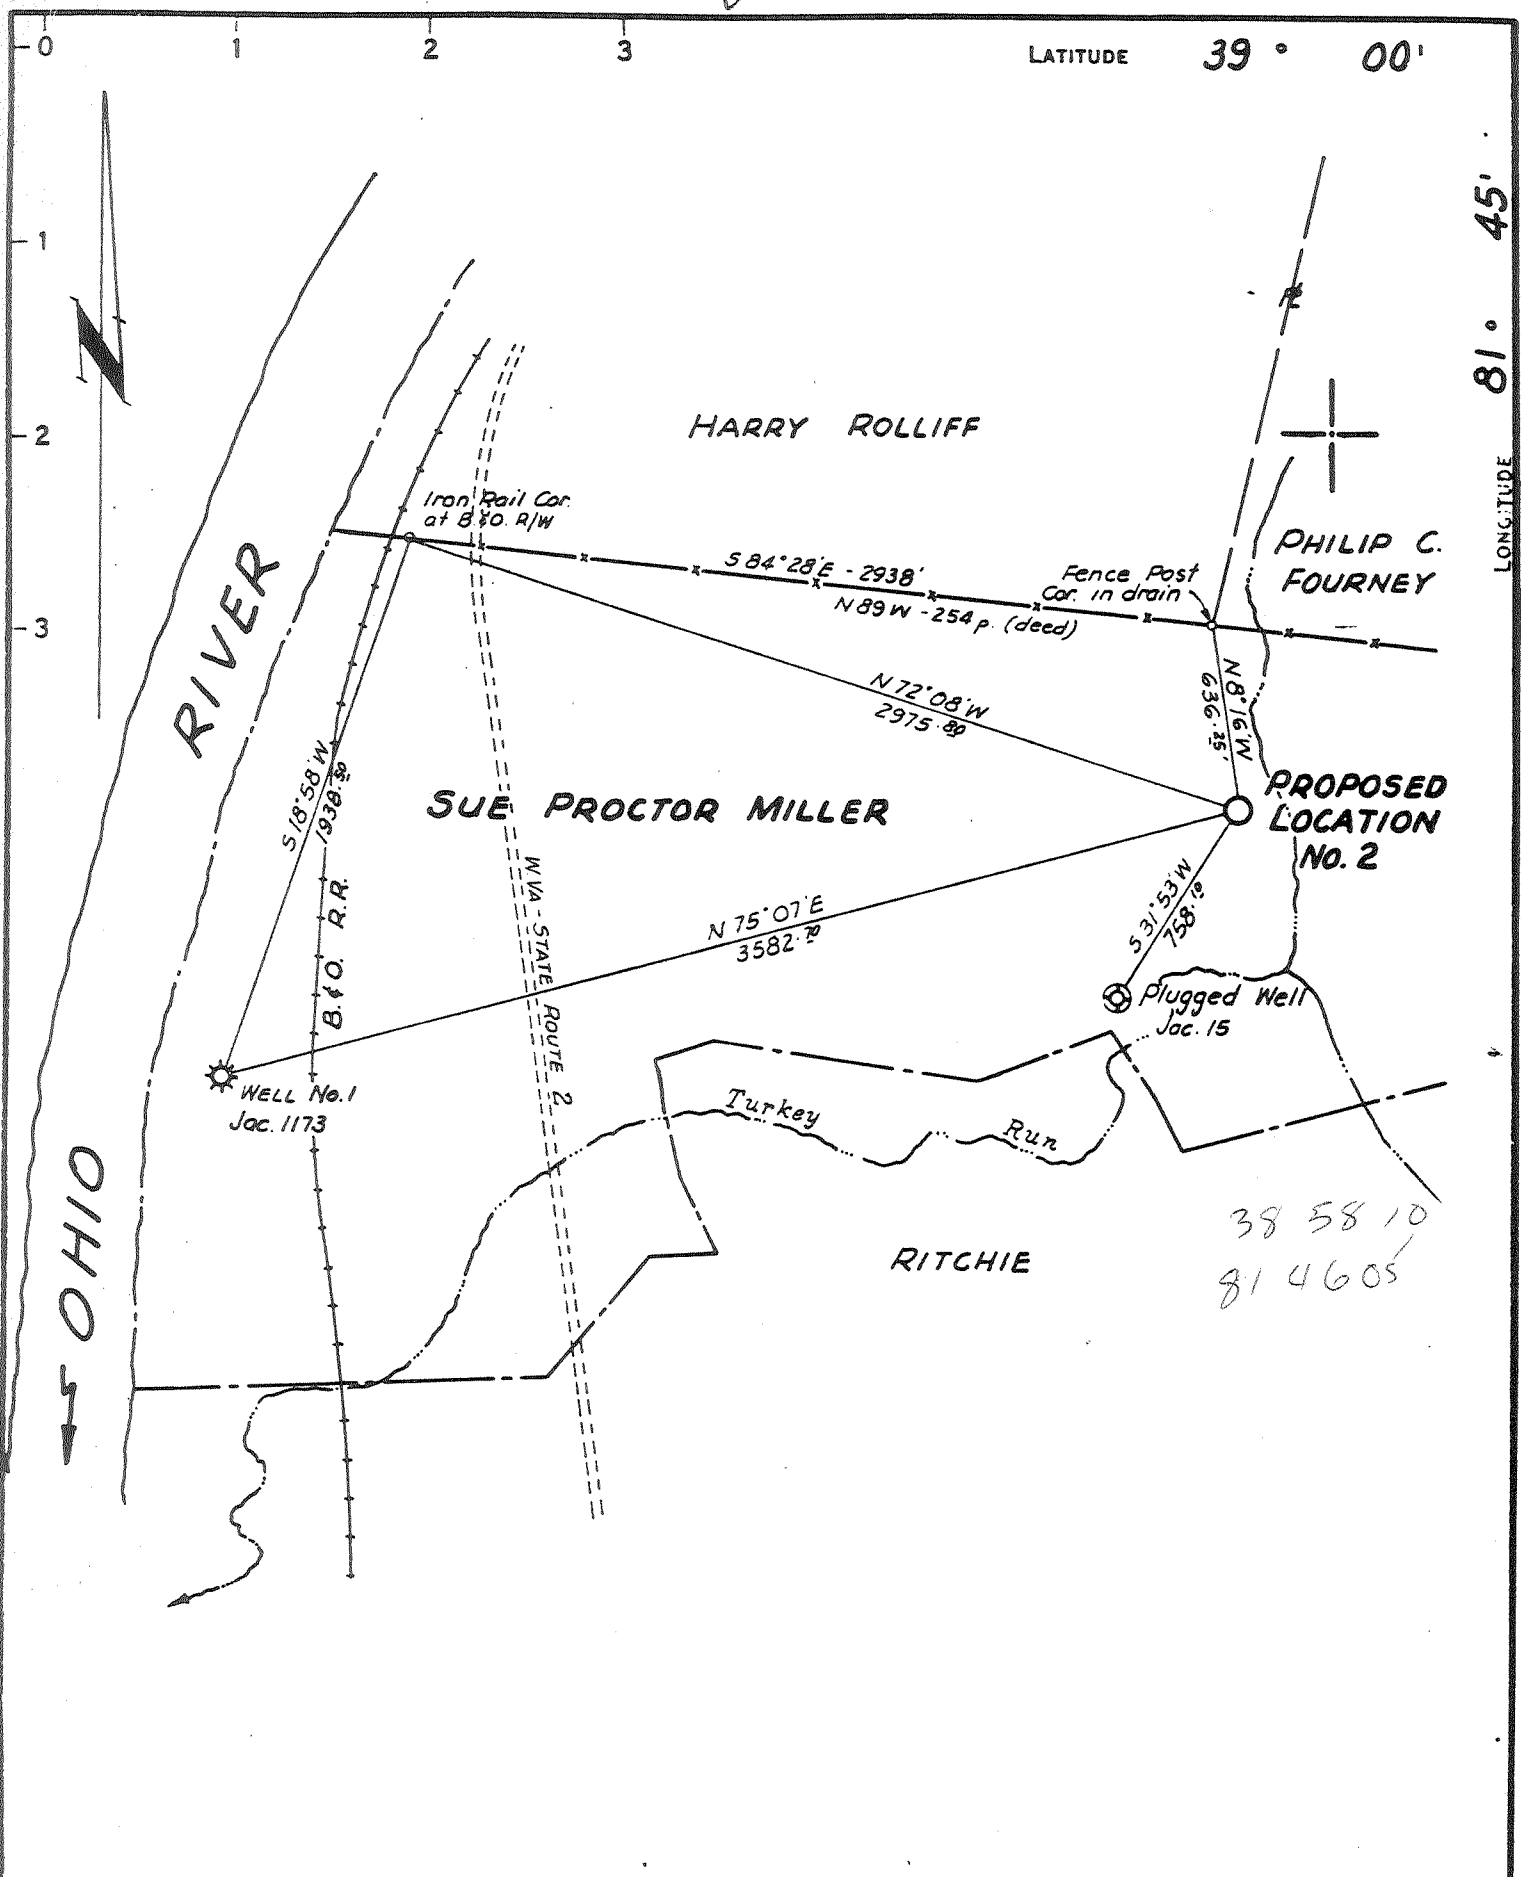 0 1 2 3
LATITUDE 39° 00'
1
2
3
81° 45'
LONGITUDE
N
HARRY ROLLIFF
Iron Rail Cor.
at B.&O. R/W
PHILIP C.
FOURNEY
S 84°28'E - 2938'
N 89 W - 254 p. (deed)
Fence Post
Cor. in drain
N 8°16' W
636.25'
N 72°08' W
2975.80
RIVER
S 18°58' W
1938.50
SUE PROCTOR MILLER
PROPOSED
LOCATION
No. 2
W.VA. STATE ROUTE 2
B.&O. R.R.
N 75°07' E
3582.70
S 31°53' W
758.10
Plugged Well
Jac. 15
WELL No. 1
Jac. 1173
Turkey Run
OHIO
RITCHIE
38 58 10
81 46 05